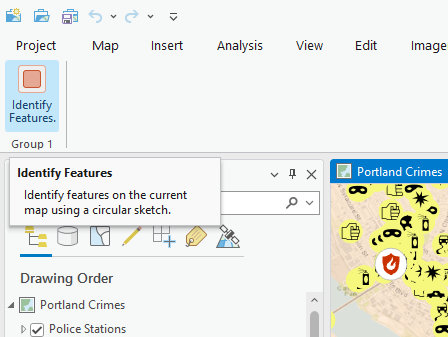 Project Map Insert Analysis View Edit Imag
Identify
Features.
Group 1
Identify Features
Identify features on the current
map using a circular sketch.
Portland Crimes
Drawing Order
Portland Crimes
Police Stations